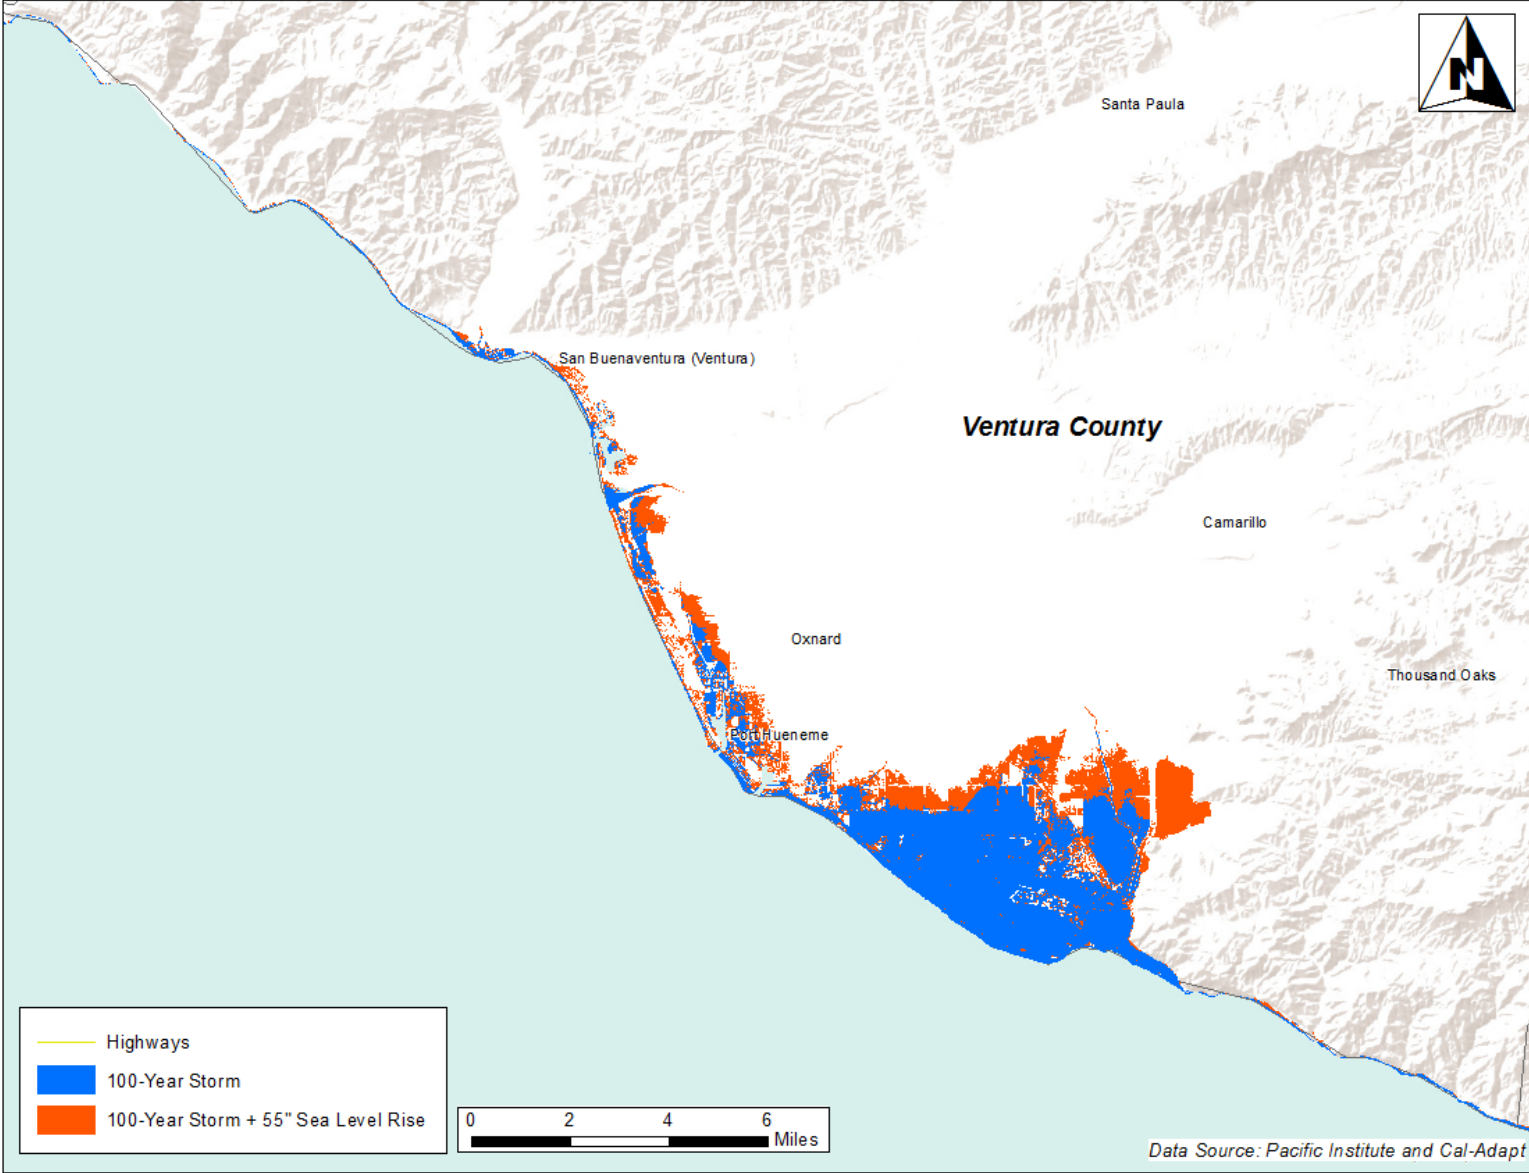 N
Santa Paula
San Buenaventura (Ventura)
Ventura County
Camarillo
Oxnard
Thousand Oaks
Port Hueneme
Highways
100-Year Storm
100-Year Storm + 55" Sea Level Rise
0 2 4 6
Miles
Data Source: Pacific Institute and Cal-Adapt